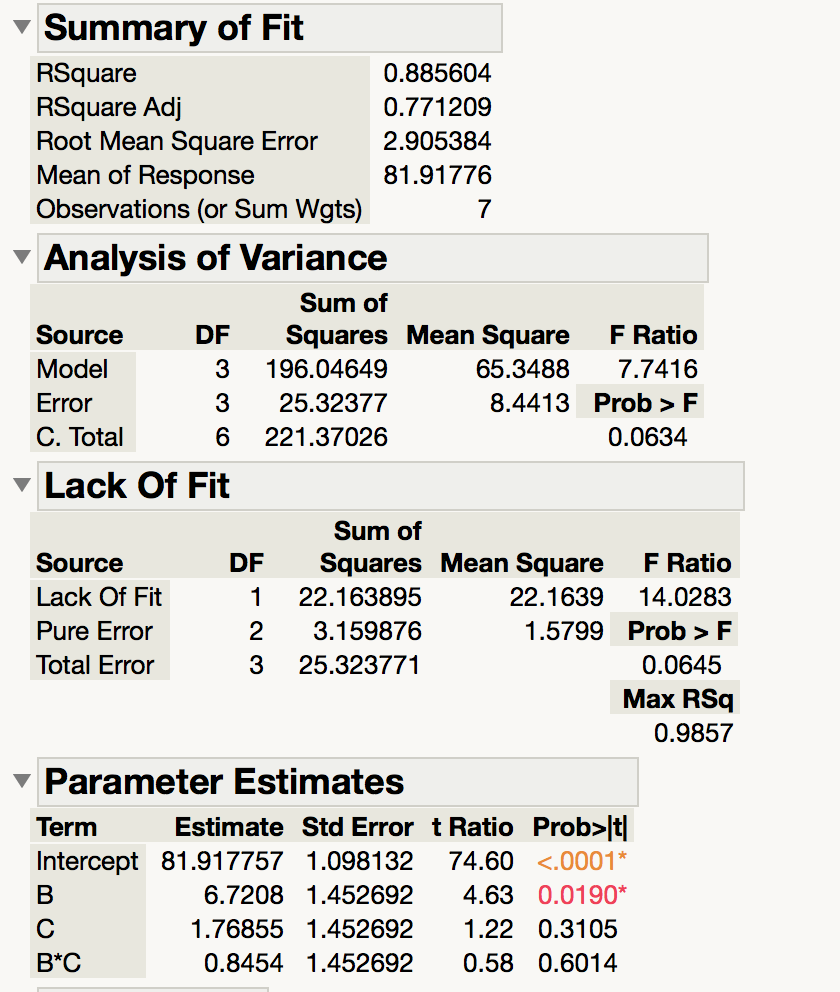 Summary of Fit
RSquare 0.885604
RSquare Adj 0.771209
Root Mean Square Error 2.905384
Mean of Response 81.91776
Observations (or Sum Wgts) 7
Analysis of Variance
Sum of
Source DF Squares Mean Square F Ratio
Model 3 196.04649 65.3488 7.7416
Error 3 25.32377 8.4413 Prob > F
C. Total 6 221.37026 0.0634
Lack Of Fit
Sum of
Source DF Squares Mean Square F Ratio
Lack Of Fit 1 22.163895 22.1639 14.0283
Pure Error 2 3.159876 1.5799 Prob > F
Total Error 3 25.323771 0.0645
Max RSq
0.9857
Parameter Estimates
Term Estimate Std Error t Ratio Prob>|t|
Intercept 81.917757 1.098132 74.60 <.0001*
B 6.7208 1.452692 4.63 0.0190*
C 1.76855 1.452692 1.22 0.3105
B*C 0.8454 1.452692 0.58 0.6014